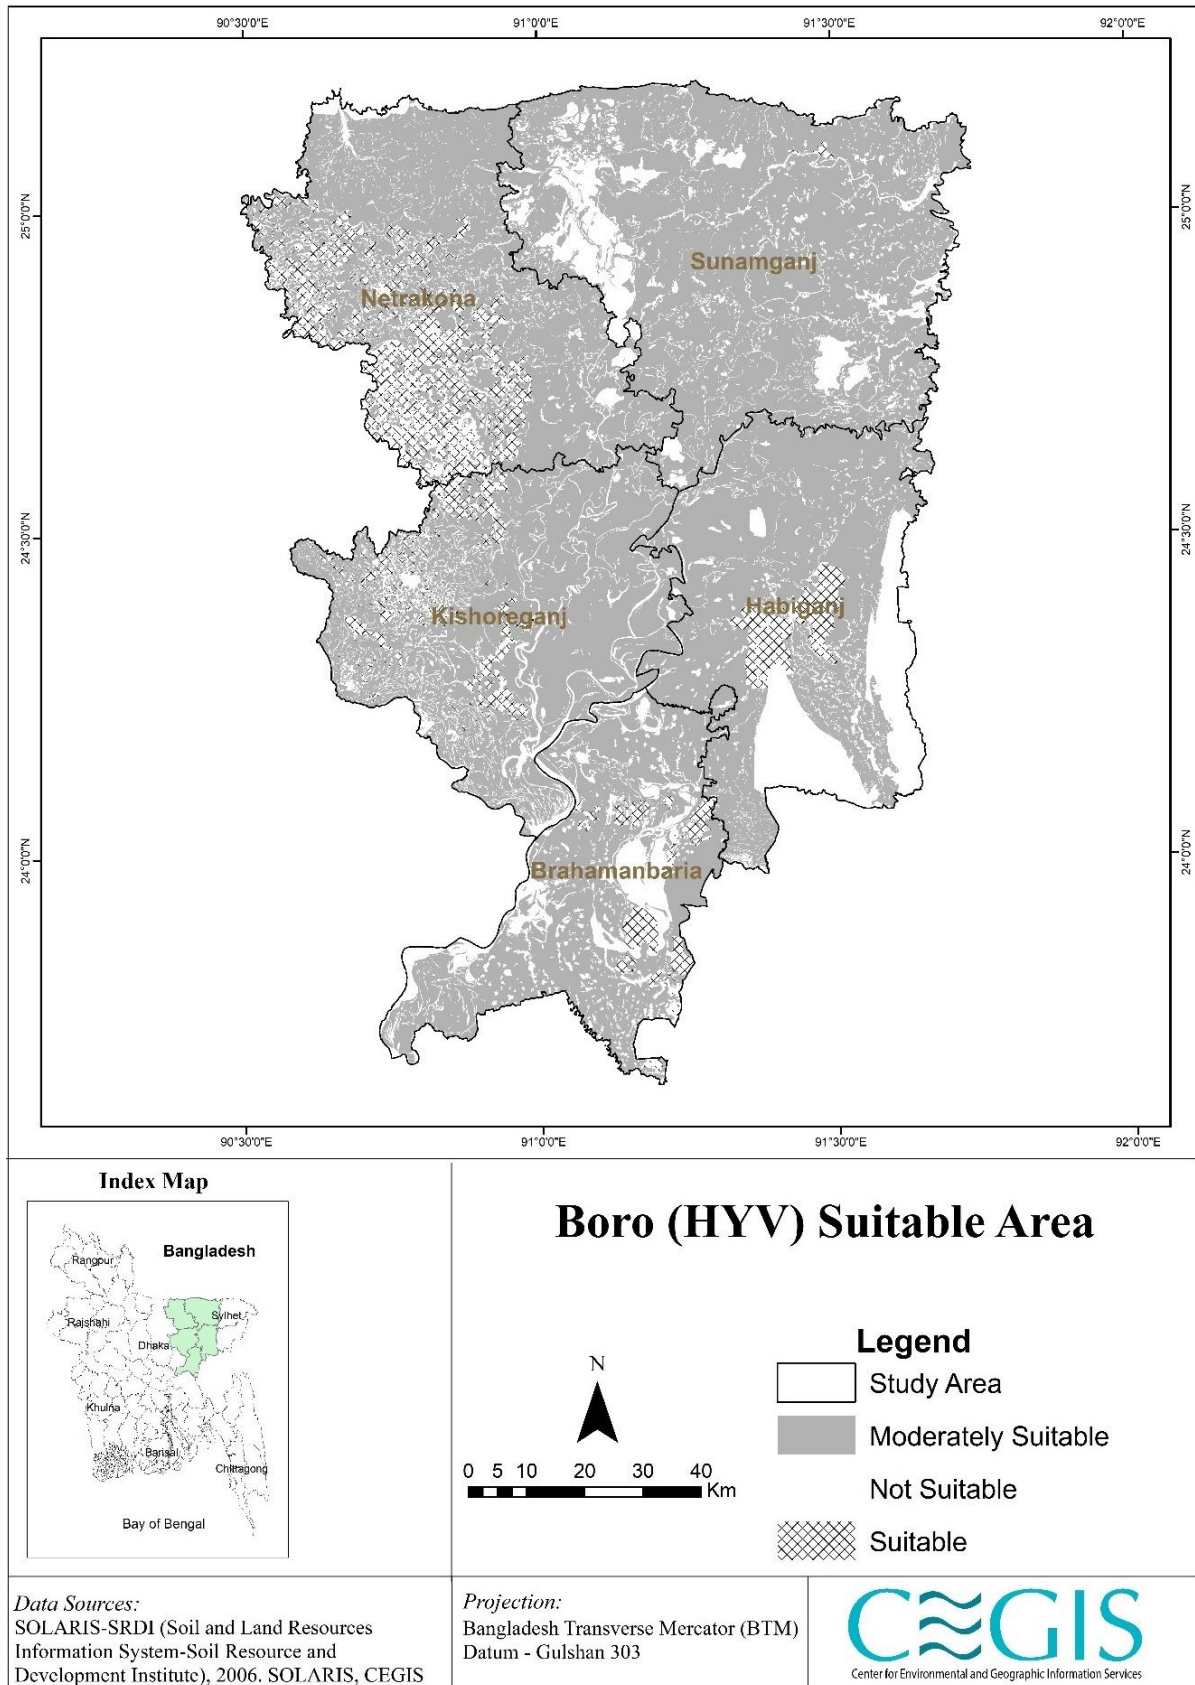 90°30'0"E
91°0'0"E
91°30'0"E
92°0'0"E
25°0'0"N
25°0'0"N
Sunamganj
Netrakona
24°30'0"N
24°30'0"N
Habiganj
Kishoreganj
24°0'0"N
24°0'0"N
Brahamanbaria
90°30'0"E
91°0'0"E
91°30'0"E
92°0'0"E
Index Map
Bangladesh
Rangpur
Rajshahi
Sylhet
Dhaka
Khulna
Barisal
Chittagong
Bay of Bengal
Boro (HYV) Suitable Area
N
0 5 10 20 30 40
Km
Legend
Study Area
Moderately Suitable
Not Suitable
Suitable
Data Sources:
SOLARIS-SRDI (Soil and Land Resources
Information System-Soil Resource and
Development Institute), 2006. SOLARIS, CEGIS
Projection:
Bangladesh Transverse Mercator (BTM)
Datum - Gulshan 303
CEGIS
Center for Environmental and Geographic Information Services